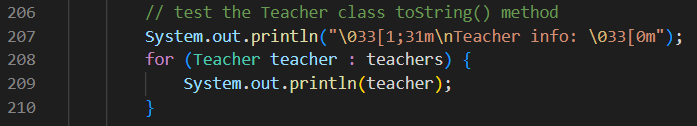 206 // test the Teacher class toString() method
207 System.out.println("\033[1;31m\nTeacher info: \033[0m");
208 for (Teacher teacher : teachers) {
209 System.out.println(teacher);
210 }